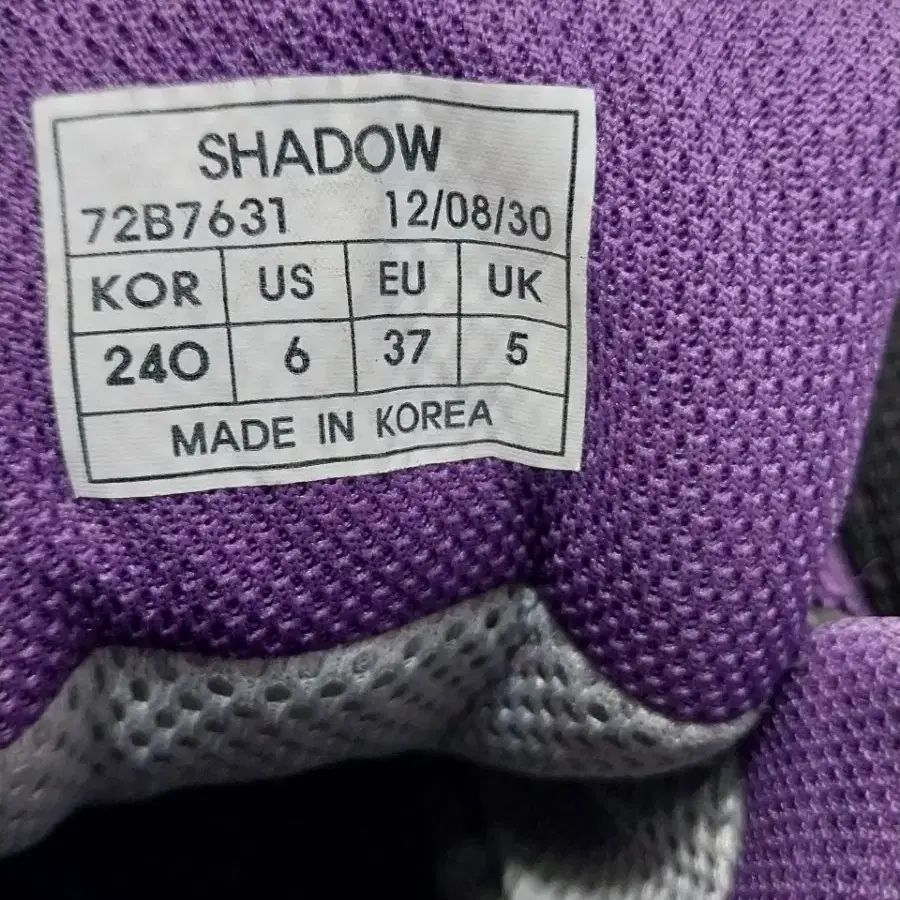 SHADOW
72B7631 12/08/30
KOR US EU UK
240 6 37 5
MADE IN KOREA